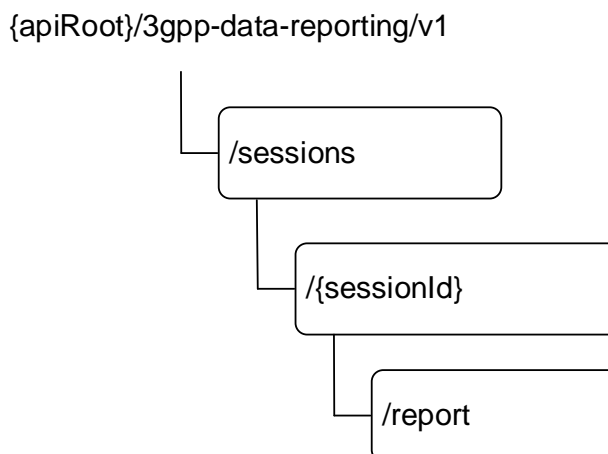 {apiRoot}/3gpp-data-reporting/v1
/sessions
/{sessionId}
/report